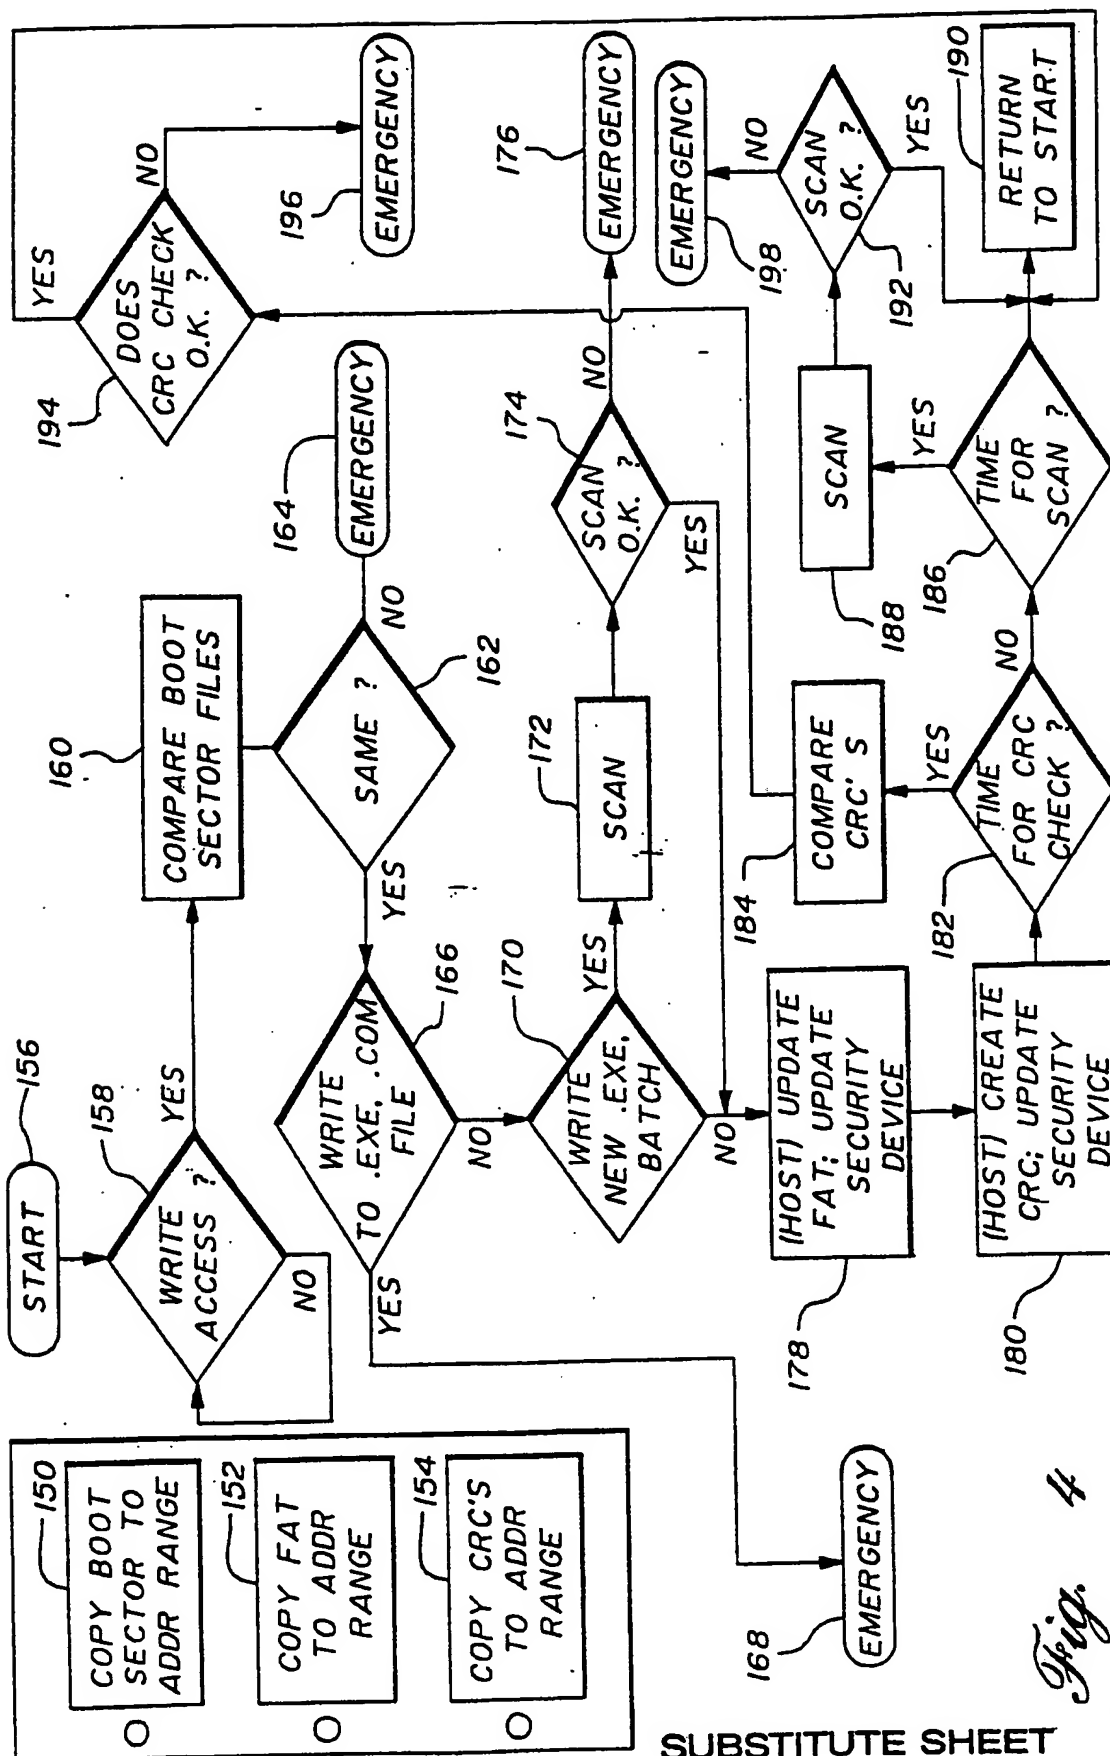 150
COPY BOOT
SECTOR TO
ADDR RANGE
152
COPY FAT
TO ADDR
RANGE
154
COPY CRC'S
TO ADDR
RANGE
START
156
158
WRITE
ACCESS ?
YES
NO
160
COMPARE BOOT
SECTOR FILES
162
SAME ?
NO
YES
164
EMERGENCY
166
WRITE
TO .EXE, .COM
FILE
YES
NO
168
EMERGENCY
170
WRITE
NEW .EXE,
BATCH
YES
NO
172
SCAN
174
SCAN
O.K. ?
NO
YES
176
EMERGENCY
178
(HOST) UPDATE
FAT; UPDATE
SECURITY
DEVICE
180
(HOST) CREATE
CRC; UPDATE
SECURITY
DEVICE
182
TIME
FOR CRC
CHECK ?
YES
NO
184
COMPARE
CRC' S
186
TIME
FOR
SCAN ?
YES
188
SCAN
190
RETURN
TO START
192
SCAN
O.K. ?
NO
YES
194
DOES
CRC CHECK
O.K. ?
YES
NO
196
EMERGENCY
198
EMERGENCY
Fig. 4
SUBSTITUTE SHEET